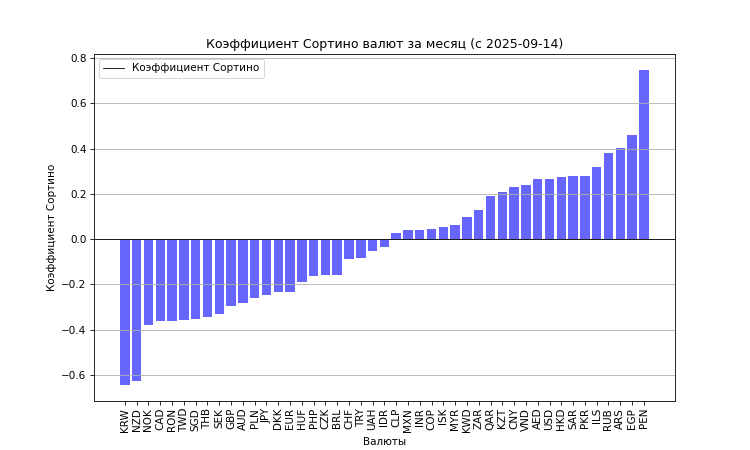 Коэффициент Сортино валют за месяц (с 2025-09-14)
Коэффициент Сортино
Коэффициент Сортино
0.8
0.6
0.4
0.2
0.0
−0.2
−0.4
−0.6
KRW NZD NOK CAD RON TWD SGD THB SEK GBP AUD PLN JPY DKK EUR HUF PHP CZK BRL CHF TRY UAH IDR CLP MXN INR COP ISK MYR KWD ZAR QAR KZT CNY VND AED USD HKD SAR PKR ILS RUB ARS EGP PEN
Валюты